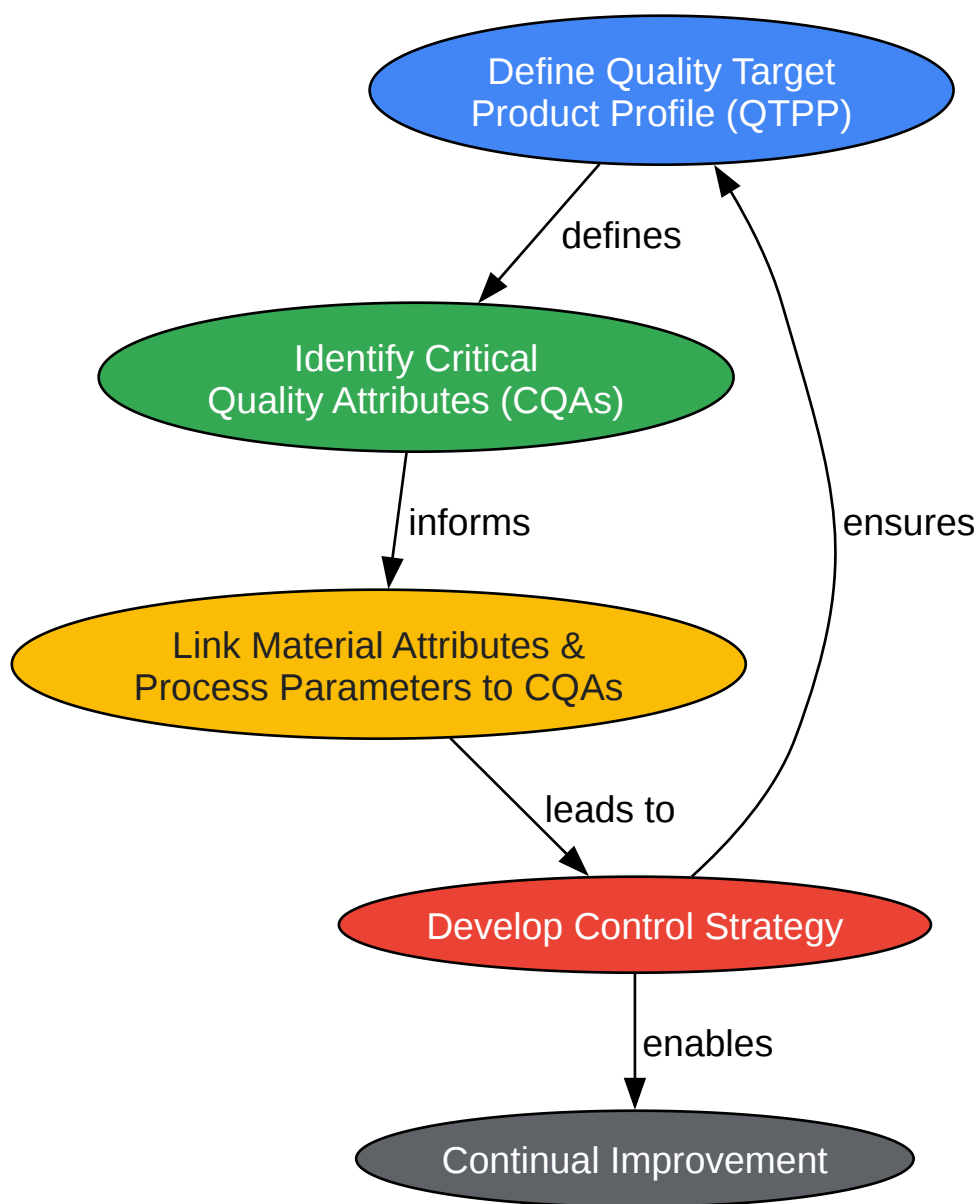 Define Quality Target
Product Profile (QTPP)
defines
Identify Critical
Quality Attributes (CQAs)
informs
ensures
Link Material Attributes &
Process Parameters to CQAs
leads to
Develop Control Strategy
enables
Continual Improvement